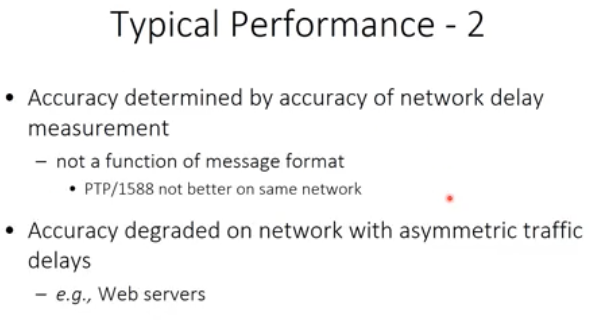 Typical Performance - 2
• Accuracy determined by accuracy of network delay
measurement
– not a function of message format
• PTP/1588 not better on same network
• Accuracy degraded on network with asymmetric traffic
delays
– e.g., Web servers